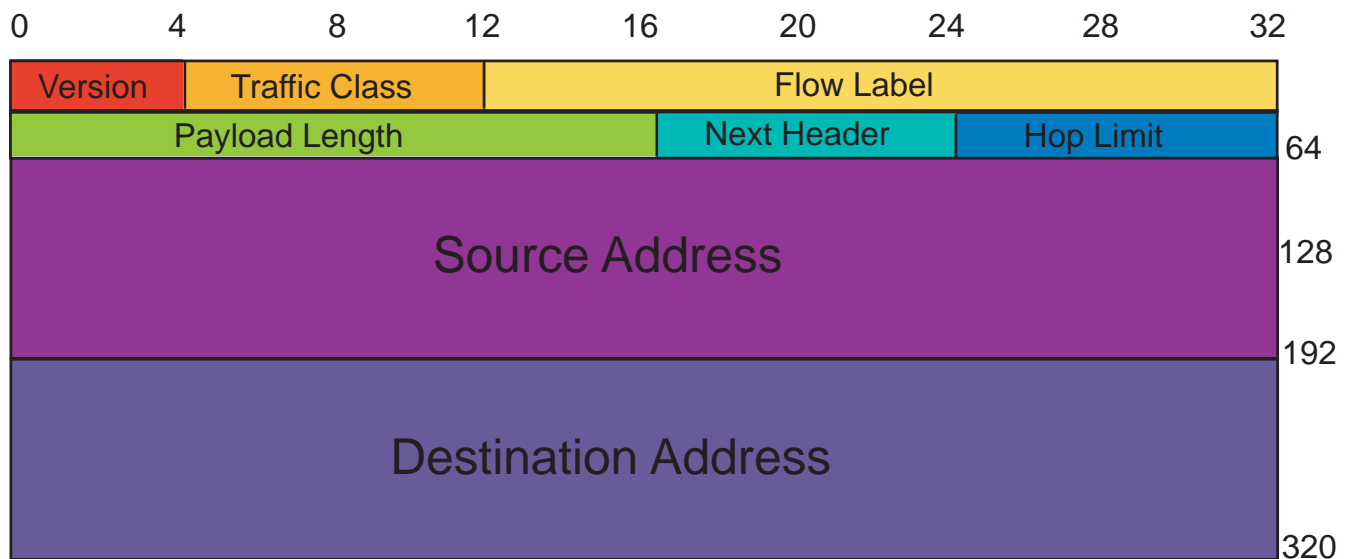 0 4 8 12 16 20 24 28 32
Version Traffic Class Flow Label
Payload Length Next Header Hop Limit 64
Source Address 128
192
Destination Address
320